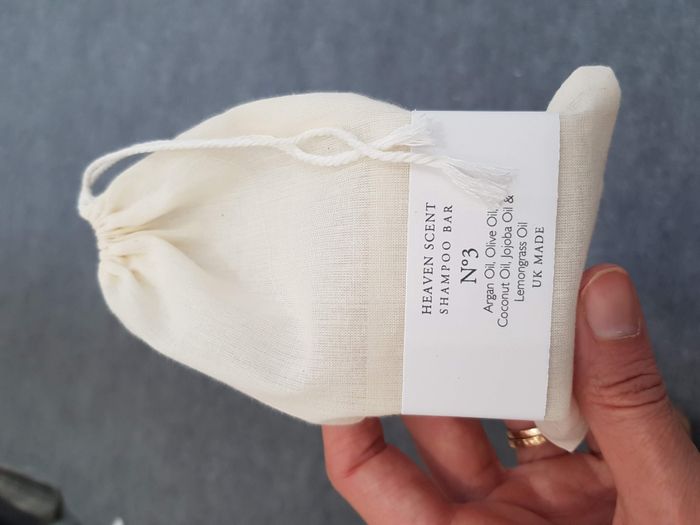 HEAVEN SCENT
SHAMPOO BAR
Nº3
Argan Oil, Olive Oil,
Coconut Oil, Jojoba Oil &
Lemongrass Oil
UK MADE